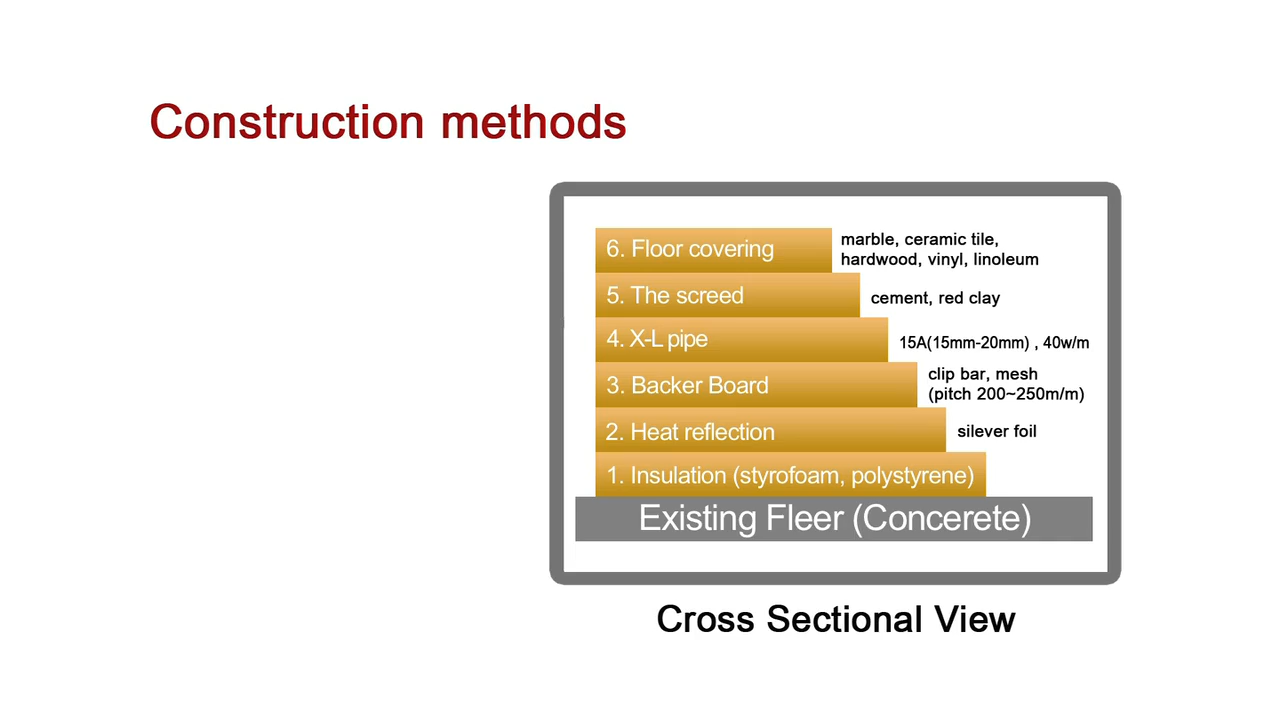 Construction methods
6. Floor covering
marble, ceramic tile,
hardwood, vinyl, linoleum
5. The screed
cement, red clay
4. X-L pipe
15A(15mm-20mm) , 40w/m
3. Backer Board
clip bar, mesh
(pitch 200~250m/m)
2. Heat reflection
silever foil
1. Insulation (styrofoam, polystyrene)
Existing Fleer (Concerete)
Cross Sectional View